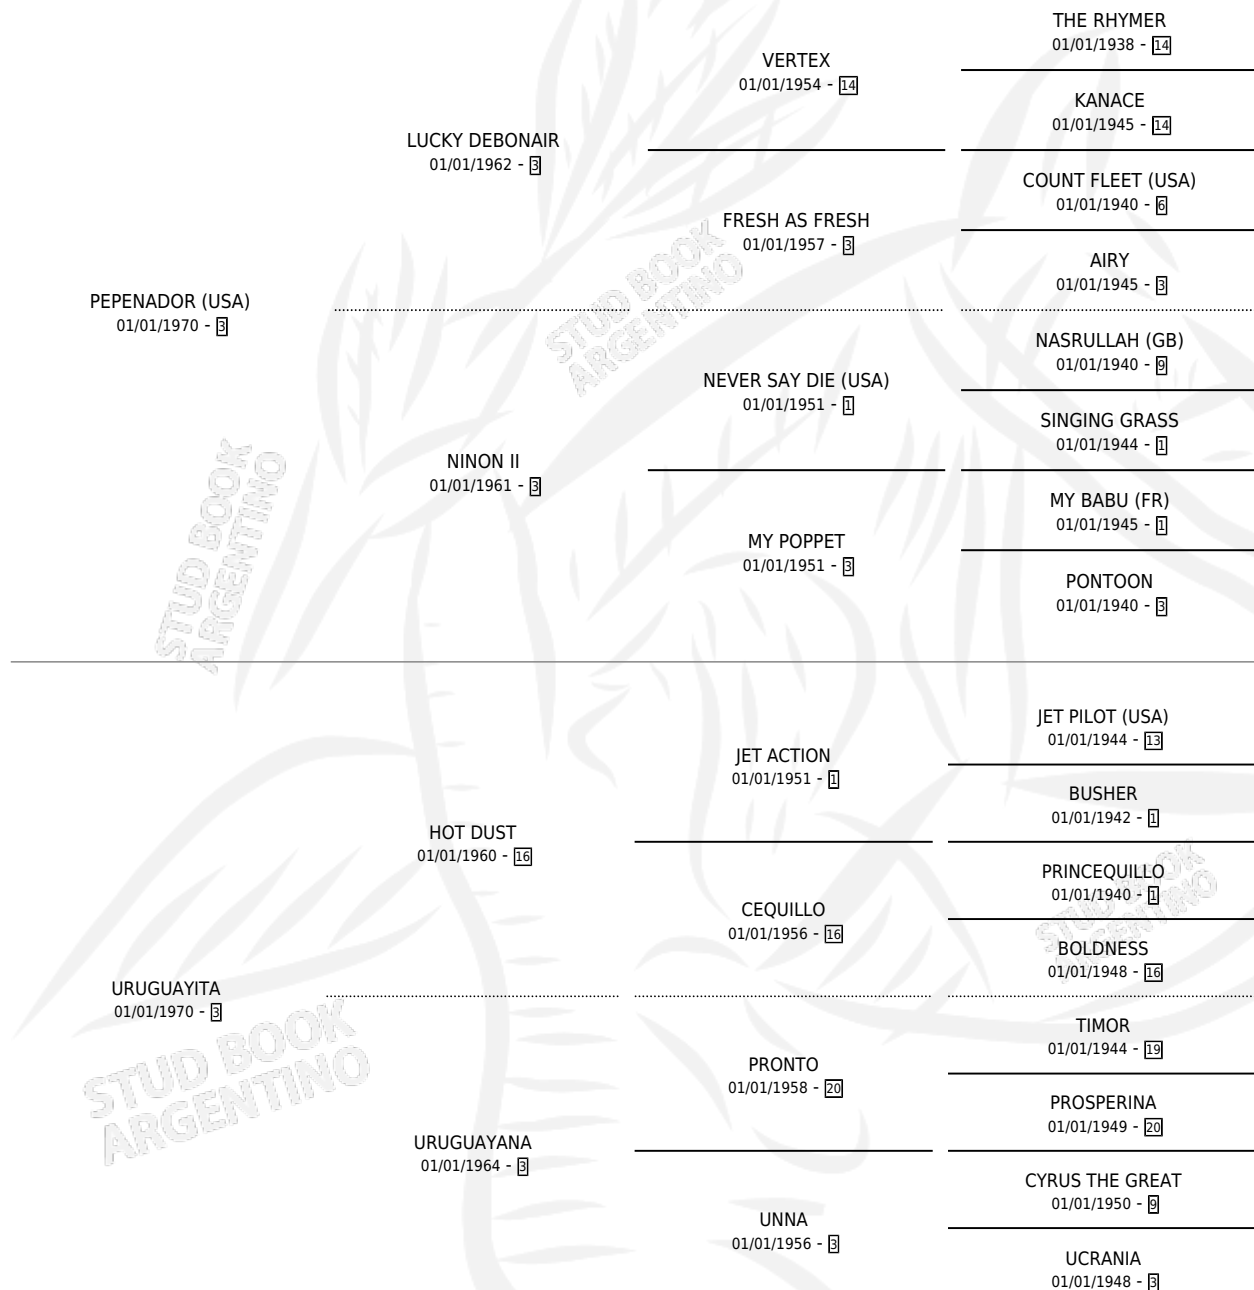 THE RHYMER
01/01/1938 - 14
VERTEX
01/01/1954 - 14
KANACE
01/01/1945 - 14
LUCKY DEBONAIR
01/01/1962 - 3
COUNT FLEET (USA)
01/01/1940 - 6
FRESH AS FRESH
01/01/1957 - 3
AIRY
01/01/1945 - 3
PEPENADOR (USA)
01/01/1970 - 3
NASRULLAH (GB)
01/01/1940 - 9
NEVER SAY DIE (USA)
01/01/1951 - 1
SINGING GRASS
01/01/1944 - 1
NINON II
01/01/1961 - 3
MY BABU (FR)
01/01/1945 - 1
MY POPPET
01/01/1951 - 3
PONTOON
01/01/1940 - 3
JET PILOT (USA)
01/01/1944 - 13
JET ACTION
01/01/1951 - 1
BUSHER
01/01/1942 - 1
HOT DUST
01/01/1960 - 16
PRINCEQUILLO
01/01/1940 - 1
CEQUILLO
01/01/1956 - 16
BOLDNESS
01/01/1948 - 16
URUGUAYITA
01/01/1970 - 3
TIMOR
01/01/1944 - 19
PRONTO
01/01/1958 - 20
PROSPERINA
01/01/1949 - 20
URUGUAYANA
01/01/1964 - 3
CYRUS THE GREAT
01/01/1950 - 9
UNNA
01/01/1956 - 3
UCRANIA
01/01/1948 - 3
STUD BOOK
ARGENTINO
STUD BOOK
ARGENTINO
STUD BOOK
ARGENTINO
STUD BOOK
ARGENTINO